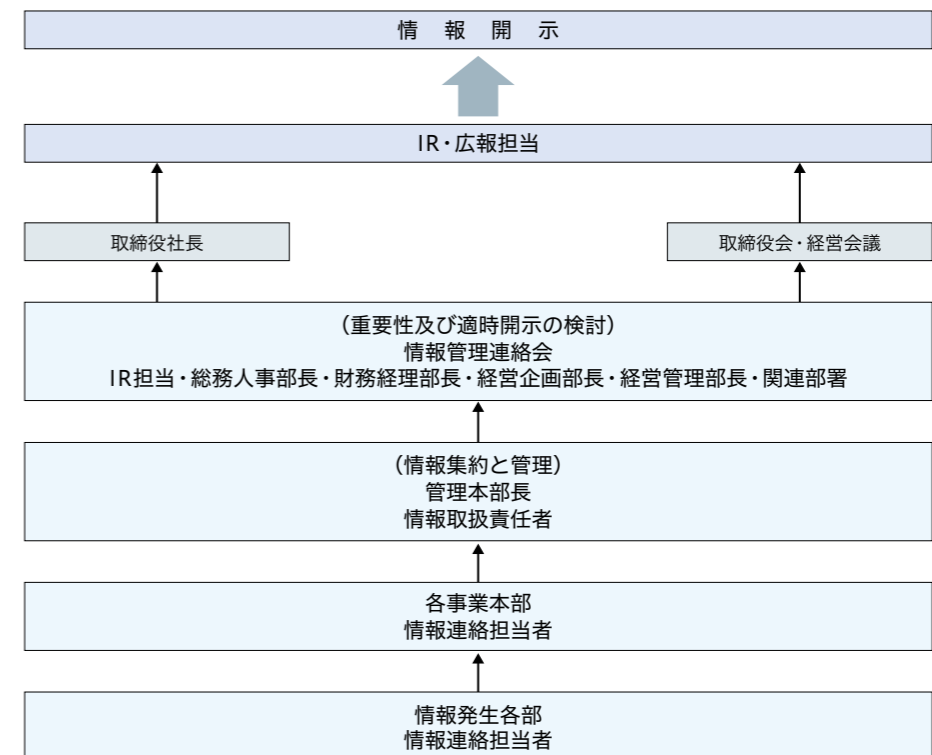 情報開示
IR・広報担当
取締役社長
取締役会・経営会議
(重要性及び適時開示の検討)
情報管理連絡会
IR担当・総務人事部長・財務経理部長・経営企画部長・経営管理部長・関連部署
(情報集約と管理)
管理本部長
情報取扱責任者
各事業本部
情報連絡担当者
情報発生各部
情報連絡担当者